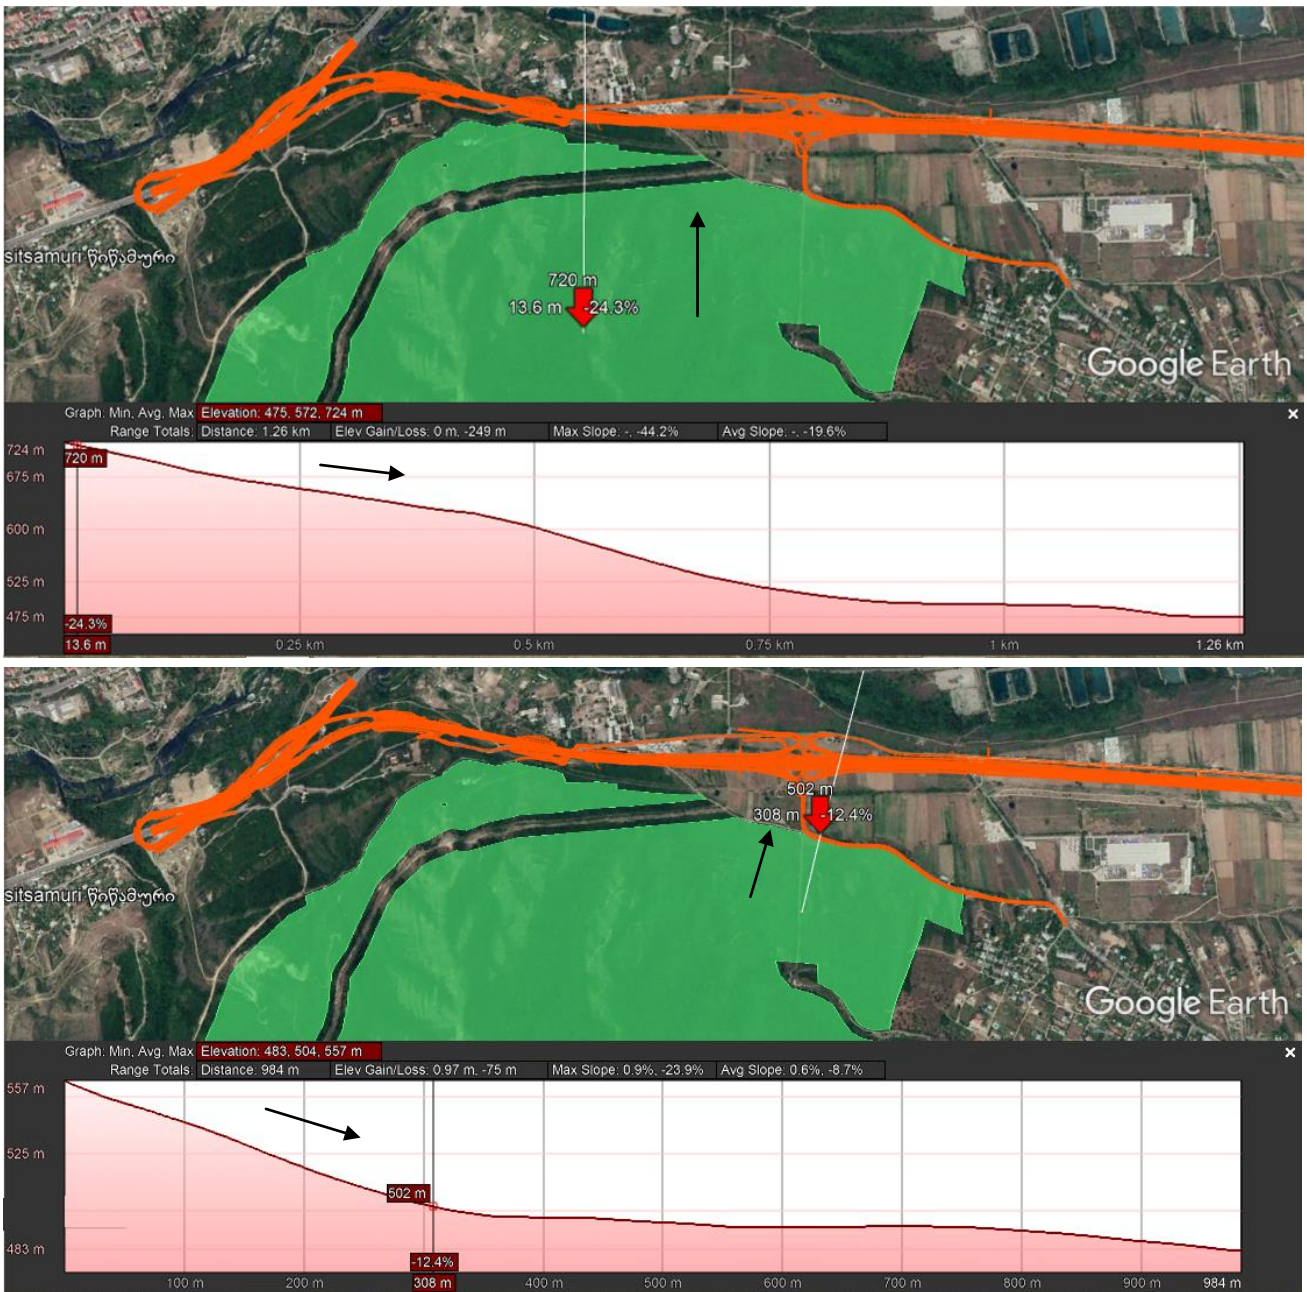 720 m
13.6 m -24.3%
sitsamuri წიწამური
Google Earth
Graph: Min, Avg, Max Elevation: 475, 572, 724 m
Range Totals: Distance: 1.26 km Elev Gain/Loss: 0 m, -249 m Max Slope: -, -44.2% Avg Slope: -, -19.6%
724 m
720 m
675 m
600 m
525 m
475 m
-24.3%
13.6 m 0.25 km 0.5 km 0.75 km 1 km 1.26 km
502 m
308 m -12.4%
sitsamuri წიწამური
Google Earth
Graph: Min, Avg, Max Elevation: 483, 504, 557 m
Range Totals: Distance: 984 m Elev Gain/Loss: 0.97 m, -75 m Max Slope: 0.9%, -23.9% Avg Slope: 0.6%, -8.7%
557 m
525 m
502 m
483 m
-12.4%
100 m 200 m 308 m 400 m 500 m 600 m 700 m 800 m 900 m 984 m